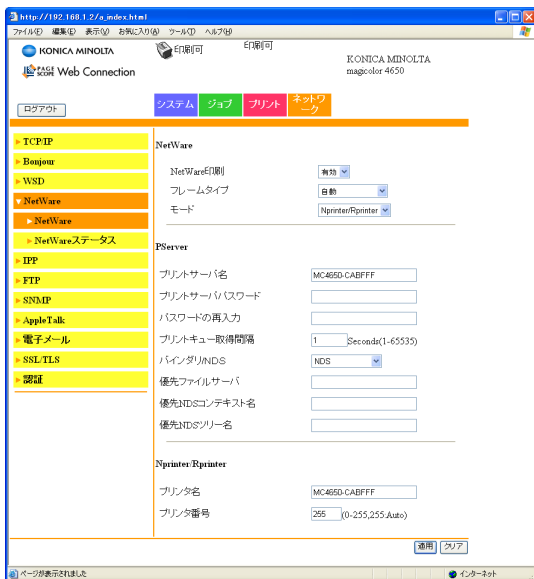 http://192.168.1.2/a_index.html
ファイル(F) 編集(E) 表示(V) お気に入り(A) ツール(T) ヘルプ(H)
KONICA MINOLTA
印刷可
印刷可
KONICA MINOLTA
magicolor 4650
PAGE SCOPE Web Connection
ログアウト
システム
ジョブ
プリント
ネットワ
ーク
TCP/IP
Bonjour
WSD
NetWare
NetWare
NetWareステータス
IPP
FTP
SNMP
AppleTalk
電子メール
SSL/TLS
認証
NetWare
NetWare印刷 有効
フレームタイプ 自動
モード Nprinter/Rprinter
PServer
プリントサーバ名 MC4650-CABFFF
プリントサーバパスワード
パスワードの再入力
プリントキュー取得間隔 1 Seconds(1-65535)
バインダリ/NDS NDS
優先ファイルサーバ
優先NDSコンテキスト名
優先NDSツリー名
Nprinter/Rprinter
プリンタ名 MC4650-CABFFF
プリンタ番号 255 (0-255,255:Auto)
適用 クリア
ページが表示されました
インターネット